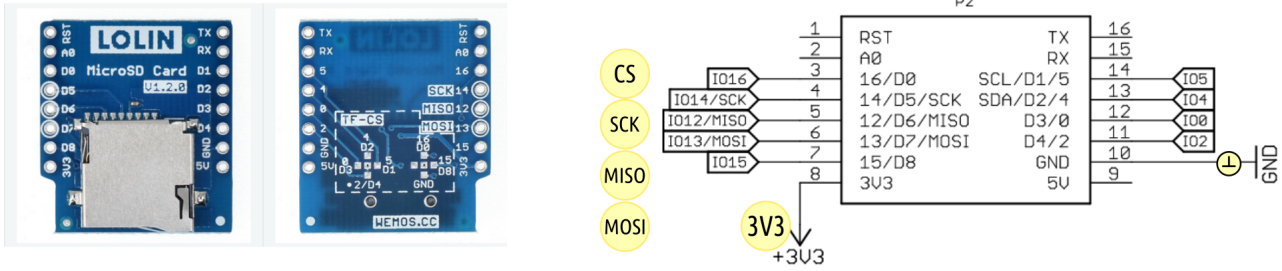 RST
A0
D0
D5
D6
D7
D8
3V3
LOLIN
MicroSD Card
V1.2.0
TX
RX
D1
D2
D3
D4
GND
5V
TX
RX
5
4
0
2
GND
5V
RST
A0
16
SCK 14
MISO 12
MOSI 13
15
3V3
TF-CS
4
D2
0
D3
5
D1
2/D4
16
D0
15
D8
GND
WEMOS.CC
CS
SCK
MISO
MOSI
3V3
+3V3
P2
1 RST
2 A0
3 16/D0
4 14/D5/SCK
5 12/D6/MISO
6 13/D7/MOSI
7 15/D8
8 3V3
IO16
IO14/SCK
IO12/MISO
IO13/MOSI
IO15
TX 16
RX 15
SCL/D1/5 14
SDA/D2/4 13
D3/0 12
D4/2 11
GND 10
5V 9
IO5
IO4
IO0
IO2
GND